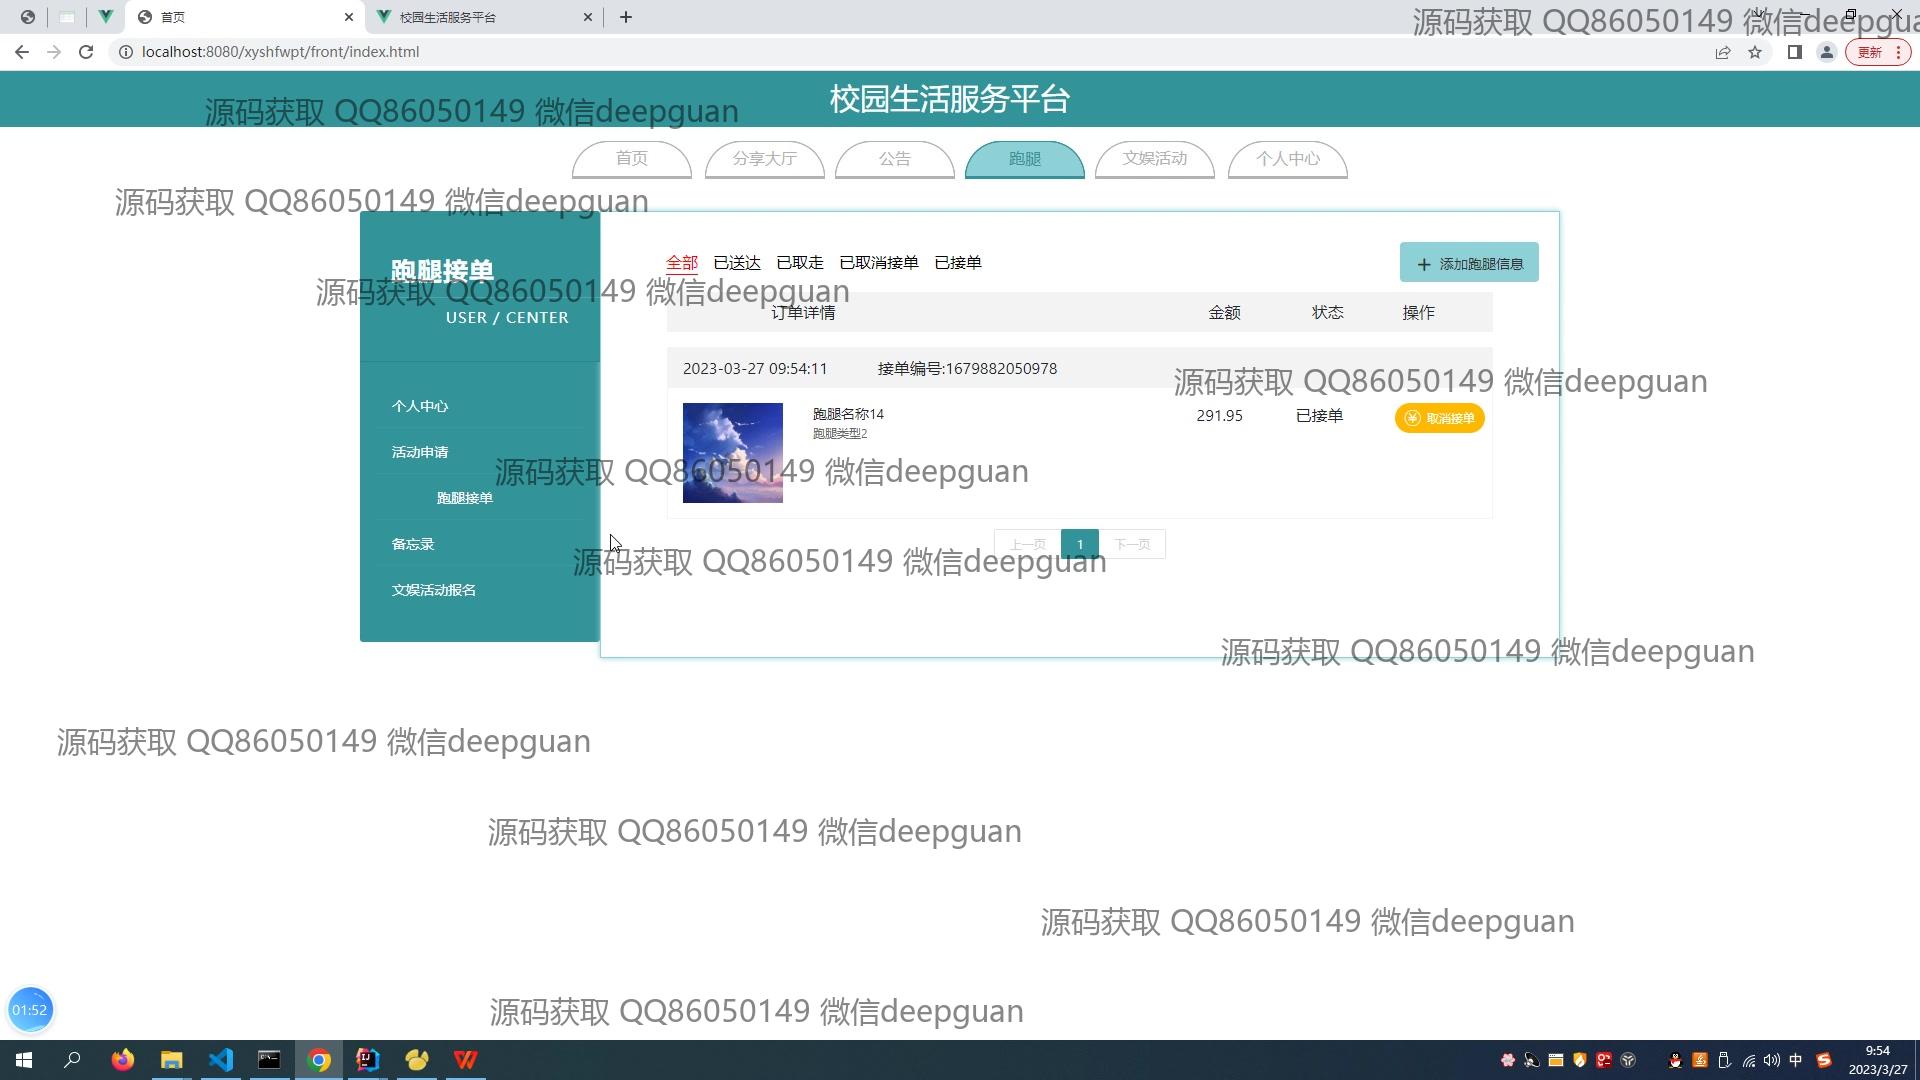 首页
校园生活服务平台
localhost:8080/xyshfwpt/front/index.html
更新
源码获取 QQ86050149 微信deepgua
校园生活服务平台
源码获取 QQ86050149 微信deepguan
首页
分享大厅
公告
跑腿
文娱活动
个人中心
源码获取 QQ86050149 微信deepguan
跑腿接单
USER / CENTER
全部
已送达
已取走
已取消接单
已接单
添加跑腿信息
源码获取 QQ86050149 微信deepguan
订单详情
金额
状态
操作
2023-03-27 09:54:11
接单编号:1679882050978
源码获取 QQ86050149 微信deepguan
个人中心
活动申请
跑腿接单
备忘录
文娱活动报名
跑腿名称14
跑腿类型2
291.95
已接单
取消接单
源码获取 QQ86050149 微信deepguan
上一页
1
下一页
源码获取 QQ86050149 微信deepguan
源码获取 QQ86050149 微信deepguan
源码获取 QQ86050149 微信deepguan
源码获取 QQ86050149 微信deepguan
源码获取 QQ86050149 微信deepguan
源码获取 QQ86050149 微信deepguan
01:52
中
9:54
2023/3/27